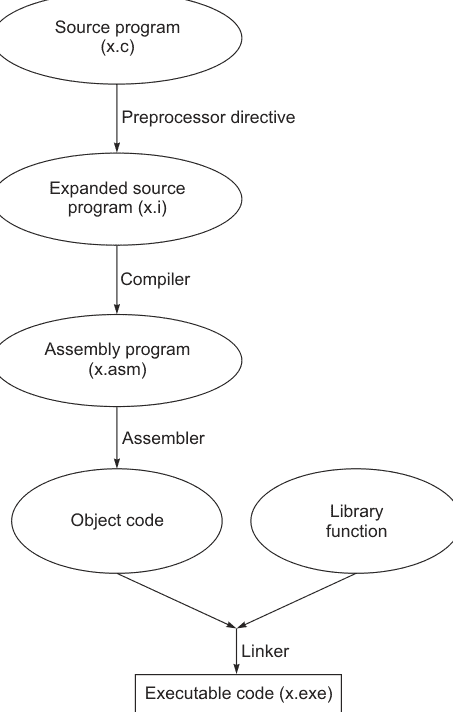 Source program
(x.c)
Preprocessor directive
Expanded source
program (x.i)
Compiler
Assembly program
(x.asm)
Assembler
Object code
Library
function
Linker
Executable code (x.exe)